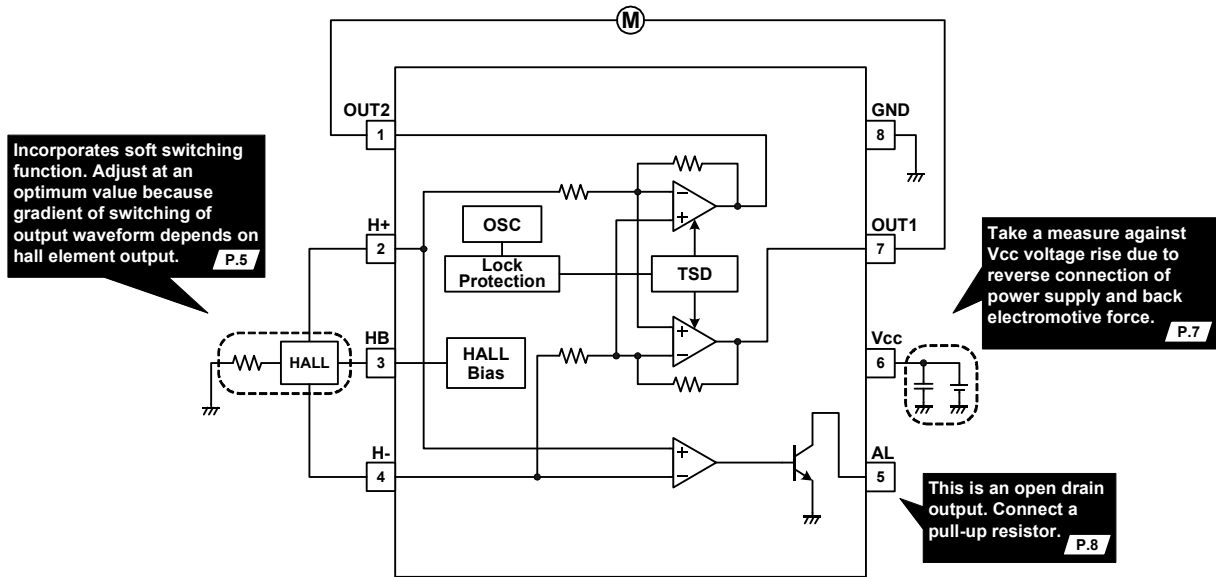 M
OUT2
1
GND
8
Incorporates soft switching
function. Adjust at an
optimum value because
gradient of switching of
output waveform depends on
hall element output.
P.5
H+
2
OSC
Lock
Protection
TSD
−
+
OUT1
7
Take a measure against
Vcc voltage rise due to
reverse connection of
power supply and back
electromotive force.
P.7
HALL
HB
3
HALL
Bias
+
−
Vcc
6
H-
4
+
−
AL
5
This is an open drain
output. Connect a
pull-up resistor.
P.8